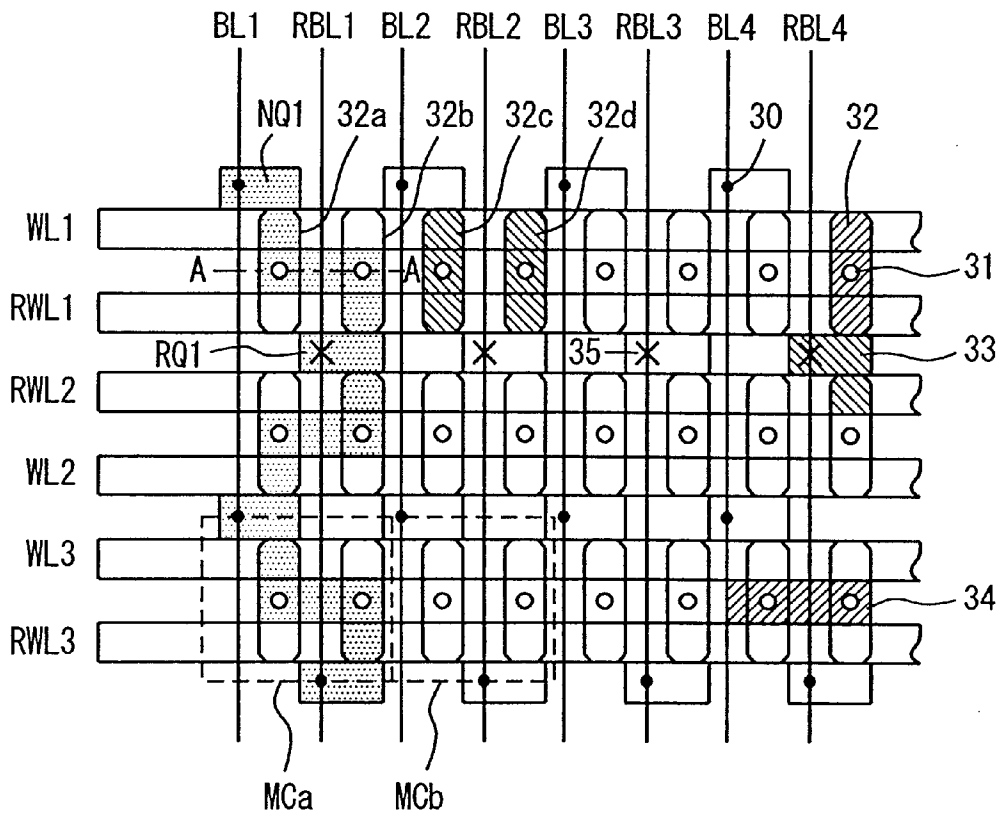 BL1 RBL1 BL2 RBL2 BL3 RBL3 BL4 RBL4
NQ1 32a 32b 32c 32d 30 32
WL1
A A 31
RWL1
RQ1 35 33
RWL2
WL2
WL3
34
RWL3
MCa MCb